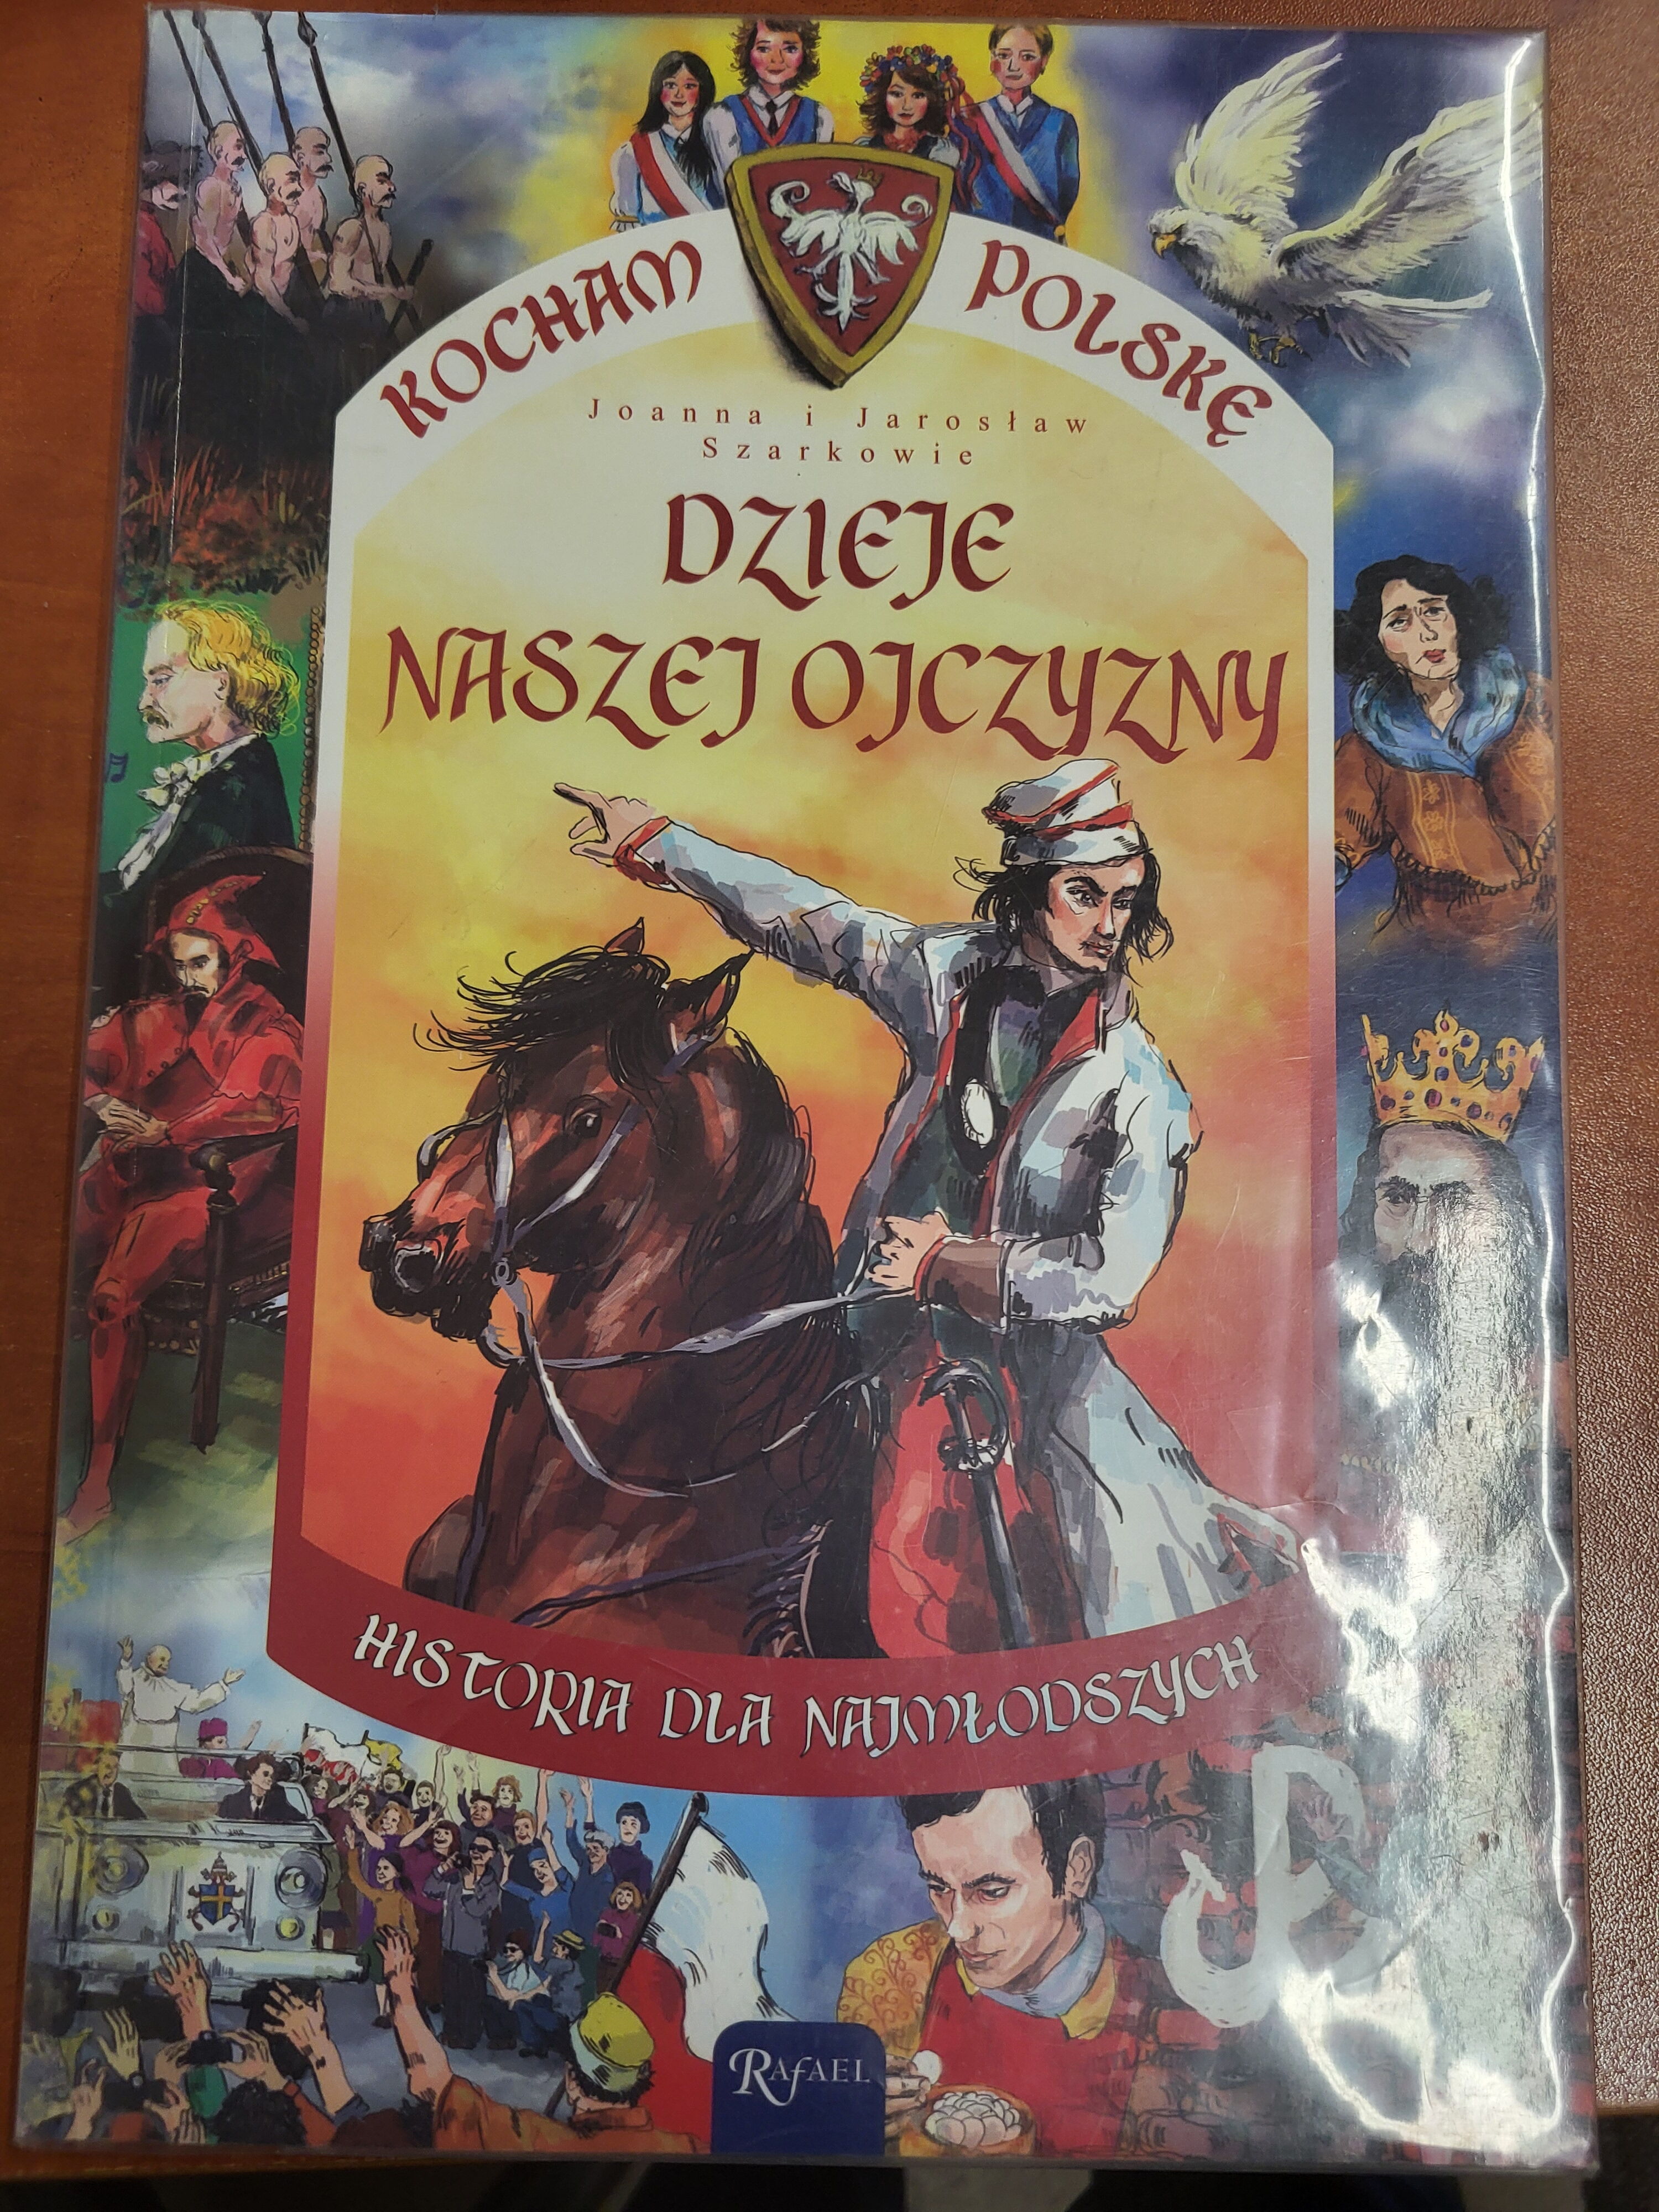 KOCHAM POLSKĘ
Joanna i Jarosław
Szarkowie
DZIEJE
NASZEJ OJCZYZNY
HISTORIA DLA NAJMŁODSZYCH
RAFAEL